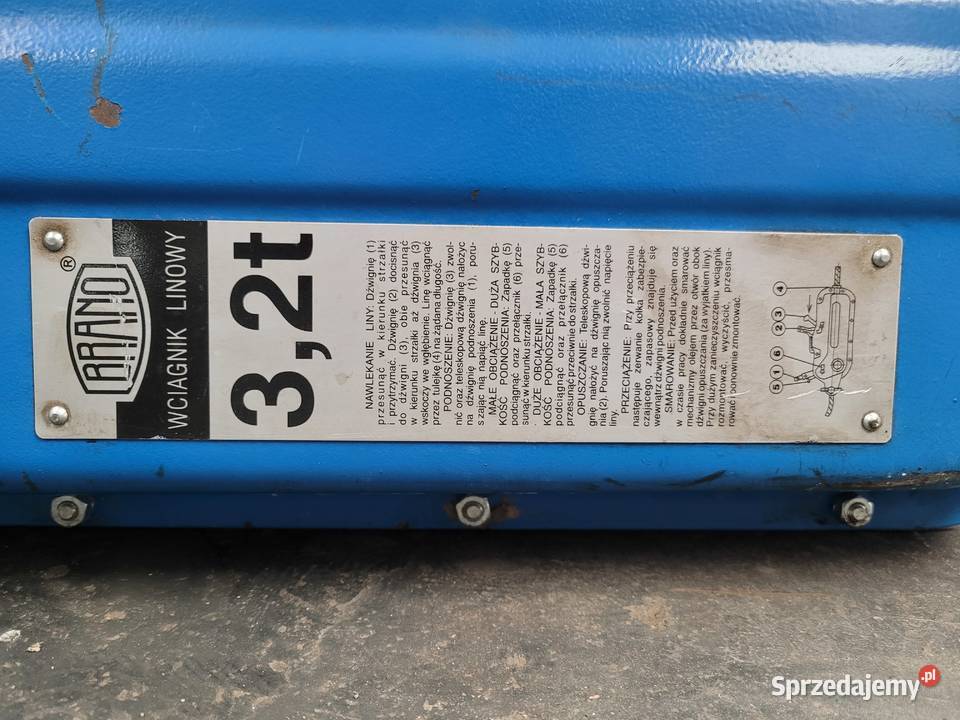 BRANO
®
WCIĄGNIK LINOWY
3,2t
NAWLEKANIE LINY: Dźwignię (1)
przesunąć w kierunku strzałki
i przytrzymać. Dźwignię (2) docisnąć
do dźwigni (3), obie przesunąć
w kierunku strzałki aż dźwignia (3)
wskoczy we wgłębienie. Linę wciągnąć
przez tulejkę (4) na żądaną długość.
PODNOSZENIE: Dźwignię (3) zwol-
nić oraz teleskopową dźwignię nałożyć
na dźwignię podnoszenia (1), poru-
szając nią napiąć linę.
MAŁE OBCIĄŻENIE - DUŻA SZYB-
KOŚĆ PODNOSZENIA: Zapadkę (5)
podciągnąć oraz przełącznik (6) prze-
sunąć w kierunku strzałki.
DUŻE OBCIĄŻENIE - MAŁA SZYB-
KOŚĆ PODNOSZENIA: Zapadkę (5)
podciągnąć oraz przełącznik (6)
przesunąć przeciwnie do strzałki.
OPUSZCZANIE: Teleskopową dźwi-
gnię nałożyć na dźwignię opuszcza-
nia (2). Poruszając nią zwolnić napięcie
liny.
PRZECIĄŻENIE: Przy przeciążeniu
następuje zerwanie kołka zabezpie-
czającego, zapasowy znajduje się
wewnątrz dźwigni podnoszenia.
SMAROWANIE: Przed użyciem oraz
w czasie pracy dokładnie smarować
mechanizmy olejem przez otwór obok
dźwigni opuszczania (za wyjątkiem liny).
Przy dużym zanieczyszczeniu wciągnik
rozmontować, wyczyścić, przesma-
rować i ponownie zmontować.
5 1 6 2 3 4
Sprzedajemy.pl